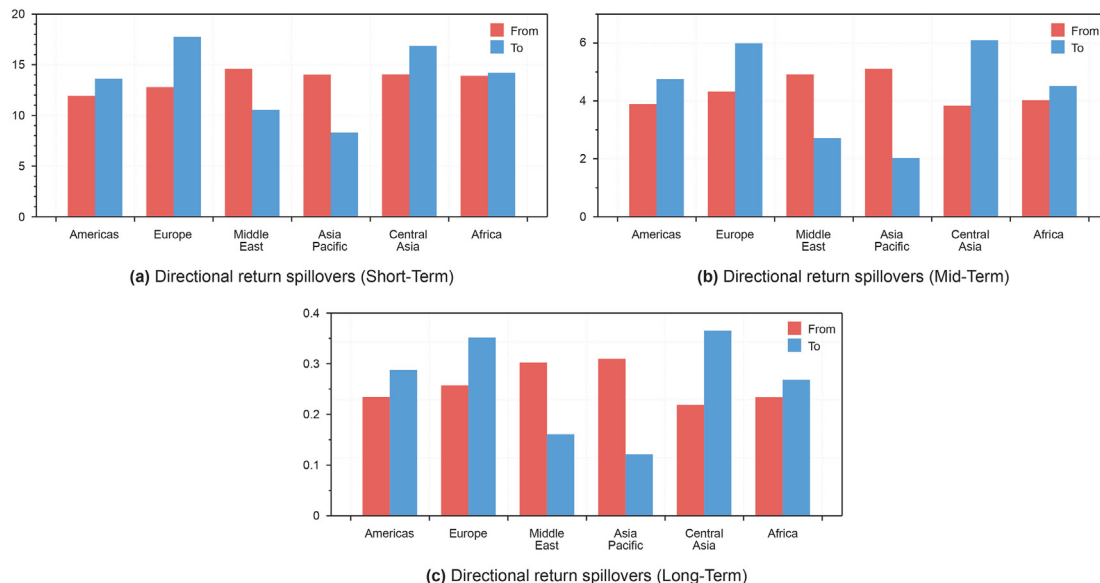 20
15
10
5
0
From
To
Americas
Europe
Middle
East
Asia
Pacific
Central
Asia
Africa
(a) Directional return spillovers (Short-Term)
6
4
2
0
From
To
Americas
Europe
Middle
East
Asia
Pacific
Central
Asia
Africa
(b) Directional return spillovers (Mid-Term)
0.4
0.3
0.2
0.1
0
From
To
Americas
Europe
Middle
East
Asia
Pacific
Central
Asia
Africa
(c) Directional return spillovers (Long-Term)